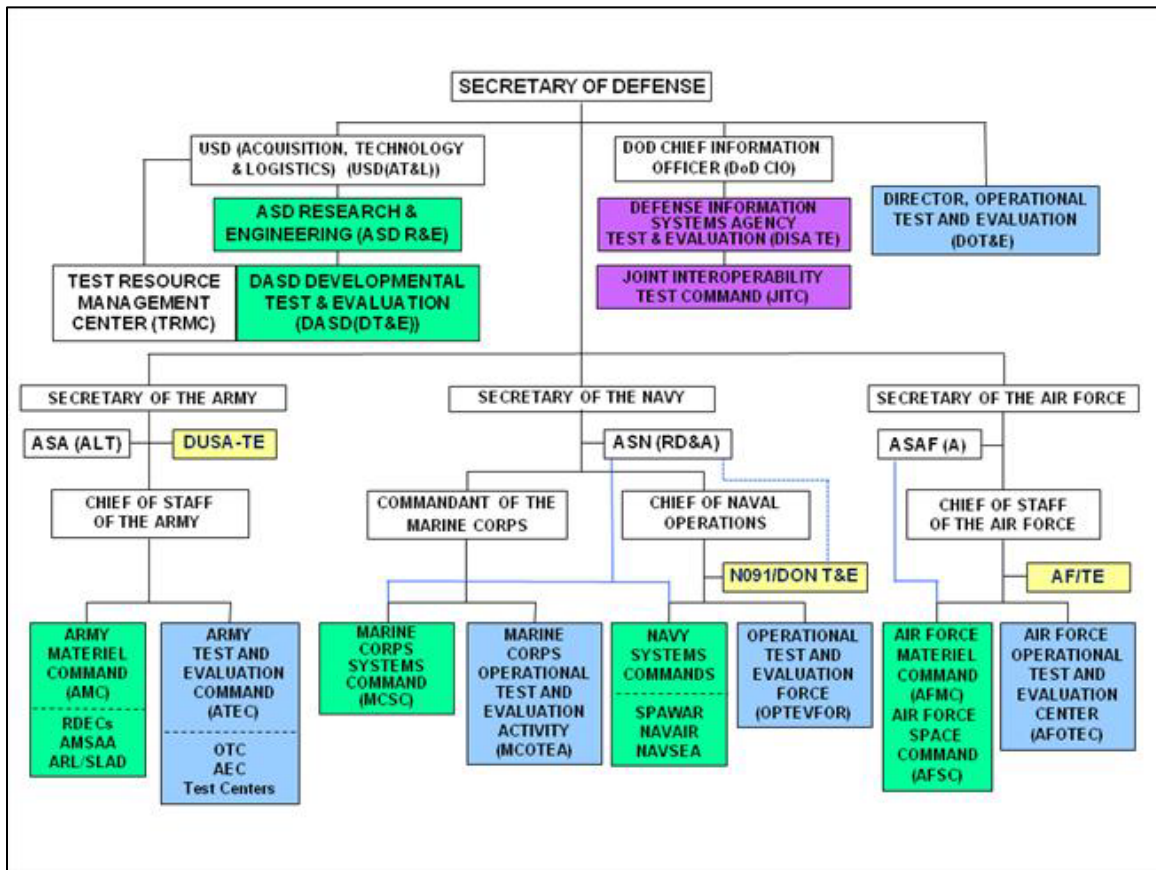 SECRETARY OF DEFENSE
USD (ACQUISITION, TECHNOLOGY
& LOGISTICS) (USD(AT&L))
DOD CHIEF INFORMATION
OFFICER (DoD CIO)
DIRECTOR, OPERATIONAL
TEST AND EVALUATION
(DOT&E)
ASD RESEARCH &
ENGINEERING (ASD R&E)
DEFENSE INFORMATION
SYSTEMS AGENCY
TEST & EVALUATION (DISA TE)
TEST RESOURCE
MANAGEMENT
CENTER (TRMC)
DASD DEVELOPMENTAL
TEST & EVALUATION
(DASD(DT&E))
JOINT INTEROPERABILITY
TEST COMMAND (JITC)
SECRETARY OF THE ARMY
SECRETARY OF THE NAVY
SECRETARY OF THE AIR FORCE
ASA (ALT)
DUSA-TE
ASN (RD&A)
ASAF (A)
CHIEF OF STAFF
OF THE ARMY
COMMANDANT OF THE
MARINE CORPS
CHIEF OF NAVAL
OPERATIONS
CHIEF OF STAFF
OF THE AIR FORCE
N091/DON T&E
AF/TE
ARMY
MATERIEL
COMMAND
(AMC)
RDECs
AMSAA
ARL/SLAD
ARMY
TEST AND
EVALUATION
COMMAND
(ATEC)
OTC
AEC
Test Centers
MARINE
CORPS
SYSTEMS
COMMAND
(MCSC)
MARINE
CORPS
OPERATIONAL
TEST AND
EVALUATION
ACTIVITY
(MCOTEA)
NAVY
SYSTEMS
COMMANDS
SPAWAR
NAVAIR
NAVSEA
OPERATIONAL
TEST AND
EVALUATION
FORCE
(OPTEVFOR)
AIR FORCE
MATERIEL
COMMAND
(AFMC)
AIR FORCE
SPACE
COMMAND
(AFSC)
AIR FORCE
OPERATIONAL
TEST AND
EVALUATION
CENTER
(AFOTEC)